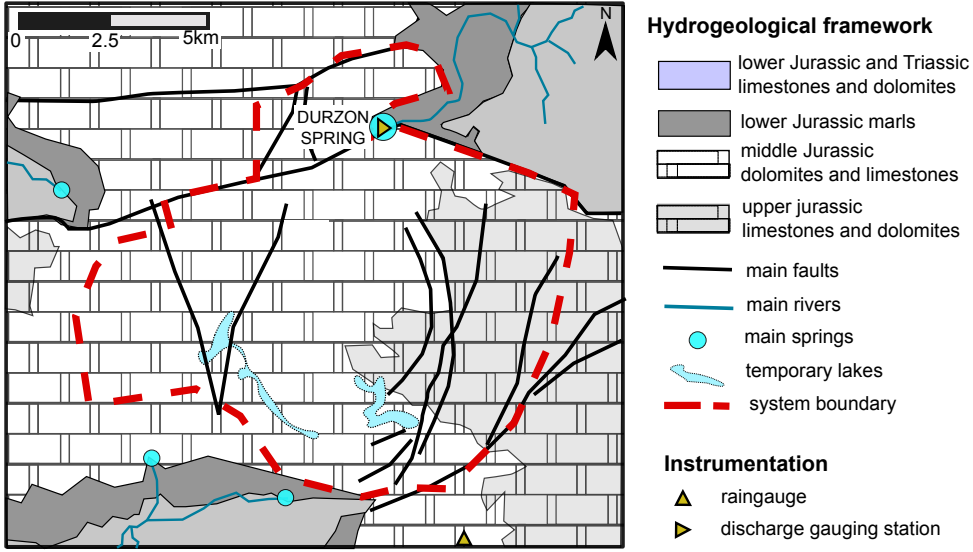 0
2.5
5km
N
DURZON
SPRING
Hydrogeological framework
lower Jurassic and Triassic
limestones and dolomites
lower Jurassic marls
middle Jurassic
dolomites and limestones
upper jurassic
limestones and dolomites
main faults
main rivers
main springs
temporary lakes
system boundary
Instrumentation
raingauge
discharge gauging station